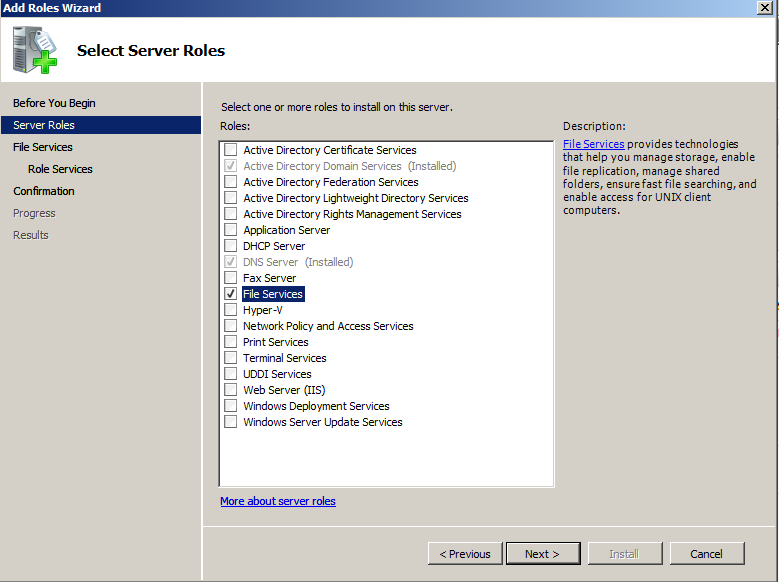 Add Roles Wizard
Select Server Roles
Before You Begin
Server Roles
File Services
Role Services
Confirmation
Progress
Results
Select one or more roles to install on this server.
Roles:
Active Directory Certificate Services
Active Directory Domain Services (Installed)
Active Directory Federation Services
Active Directory Lightweight Directory Services
Active Directory Rights Management Services
Application Server
DHCP Server
DNS Server (Installed)
Fax Server
File Services
Hyper-V
Network Policy and Access Services
Print Services
Terminal Services
UDDI Services
Web Server (IIS)
Windows Deployment Services
Windows Server Update Services
More about server roles
Description:
File Services provides technologies
that help you manage storage, enable
file replication, manage shared
folders, ensure fast file searching, and
enable access for UNIX client
computers.
< Previous
Next >
Install
Cancel